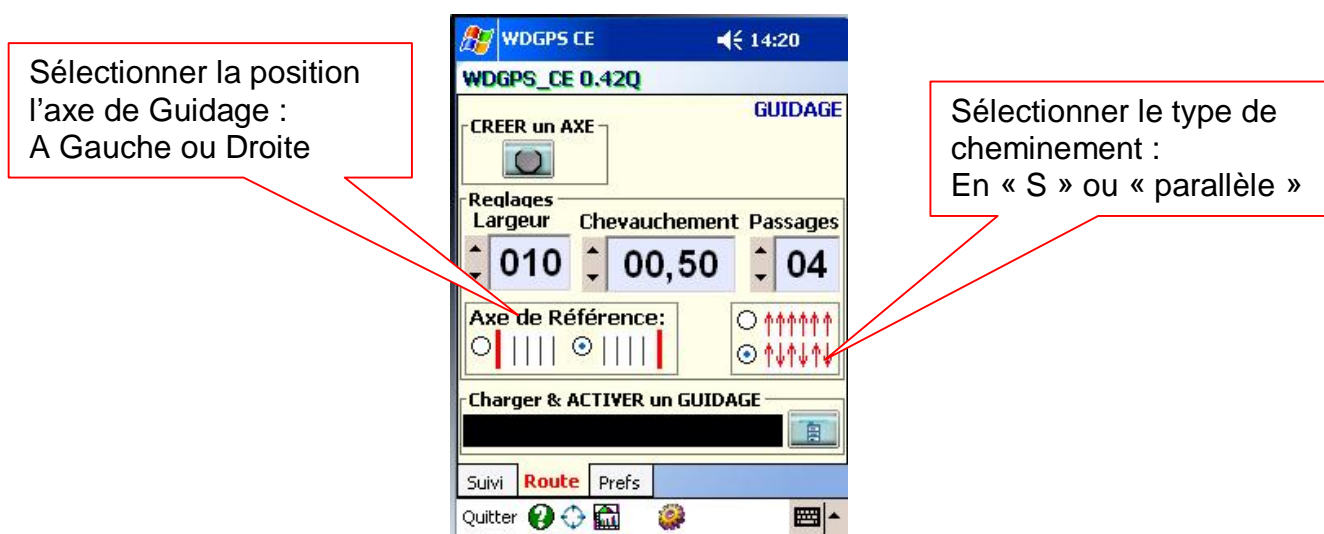 Sélectionner la position
l'axe de Guidage :
A Gauche ou Droite
WDGPS CE 14:20
WDGPS_CE 0.42Q
GUIDAGE
CREER un AXE
Reglages
Largeur Chevauchement Passages
010 00,50 04
Axe de Référence:
Charger & ACTIVER un GUIDAGE
Suivi Route Prefs
Quitter
Sélectionner le type de
cheminement :
En « S » ou « parallèle »